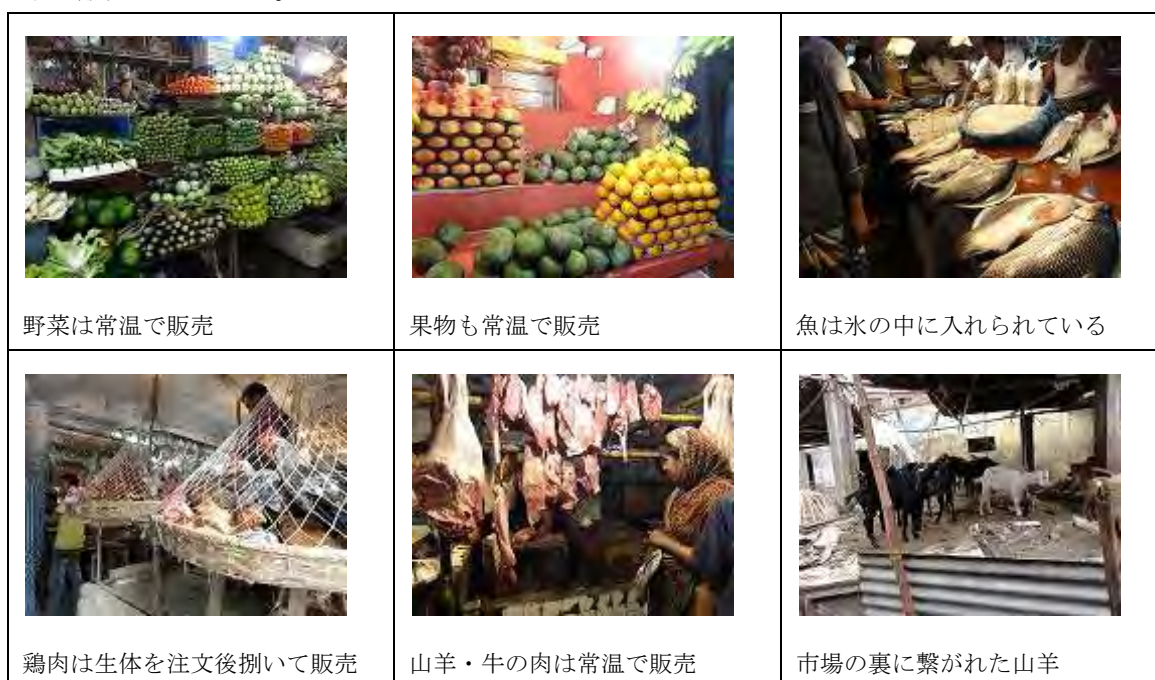 野菜は常温で販売
果物も常温で販売
魚は氷の中に入れられている
鶏肉は生体を注文後捌いて販売
山羊・牛の肉は常温で販売
市場の裏に繋がれた山羊